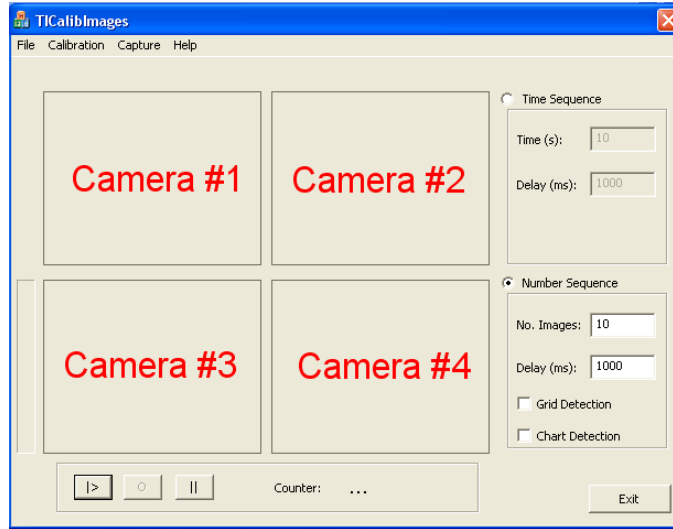 TICalibImages
File Calibration Capture Help
Camera #1
Camera #2
Camera #3
Camera #4
Time Sequence
Time (s): 10
Delay (ms): 1000
Number Sequence
No. Images: 10
Delay (ms): 1000
Grid Detection
Chart Detection
|> O ||
Counter: ...
Exit